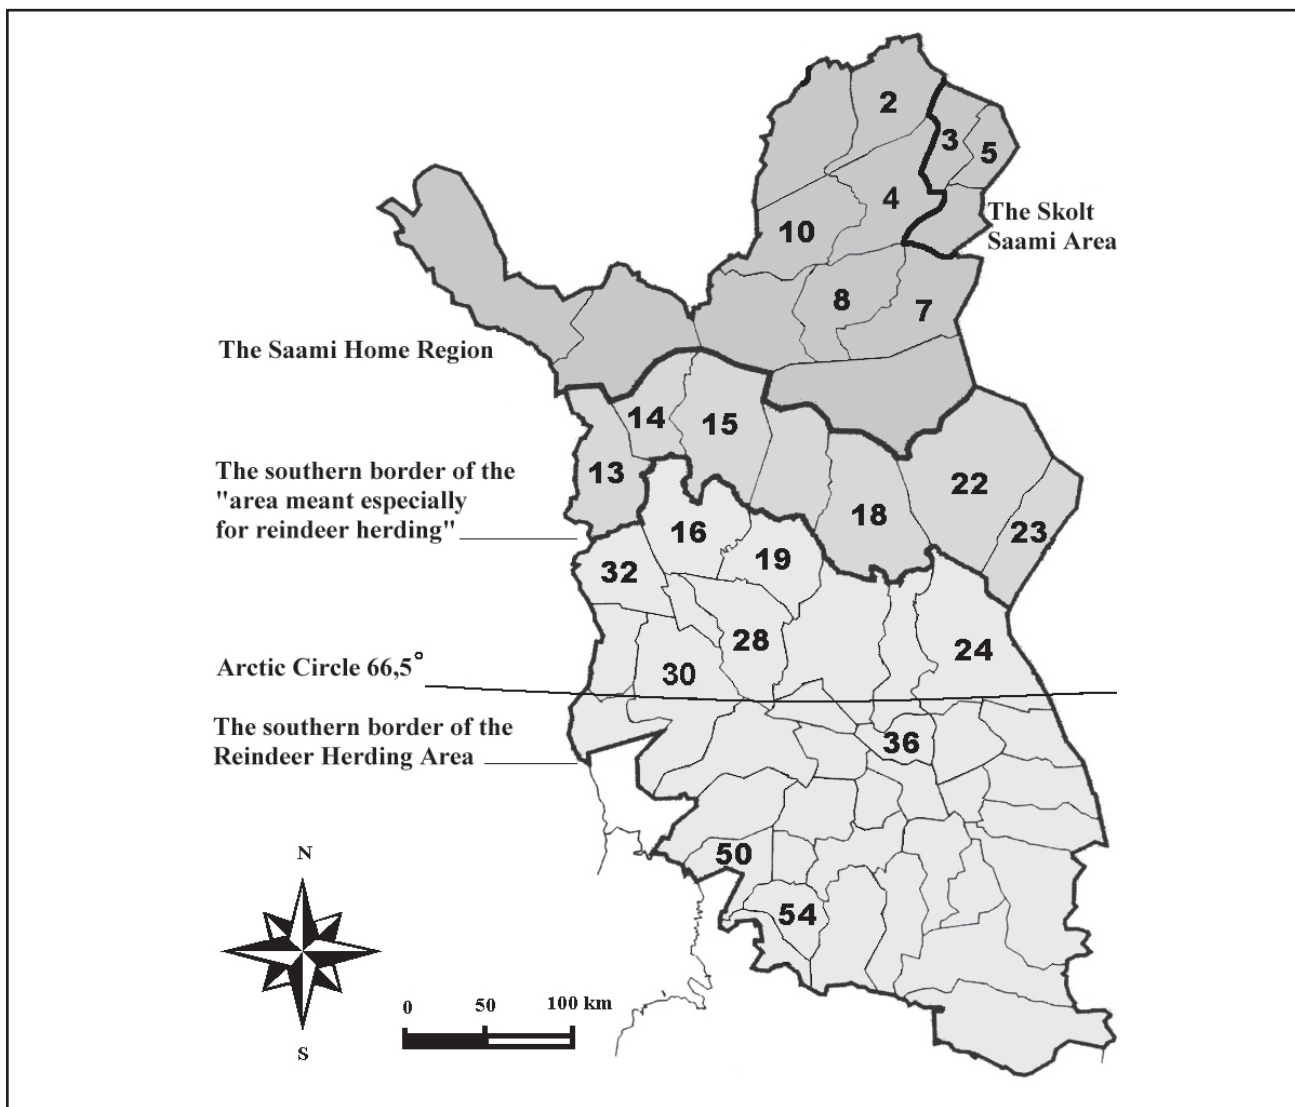 2
3
5
4
The Skolt
Saami Area
10
8
7
The Saami Home Region
14
15
13
The southern border of the
"area meant especially
for reindeer herding"
22
18
23
16
19
32
28
24
30
Arctic Circle 66,5°
The southern border of the
Reindeer Herding Area
36
50
54
N
S
0 50 100 km